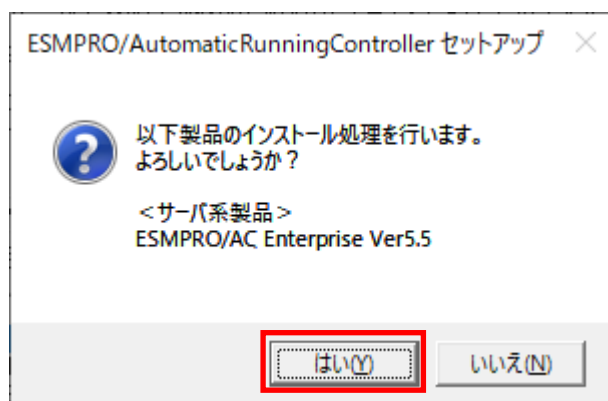 ESMPRO/AutomaticRunningController セットアップ
以下製品のインストール処理を行います。
よろしいでしょうか？
＜サーバ系製品＞
ESMPRO/AC Enterprise Ver5.5
はい(Y)
いいえ(N)